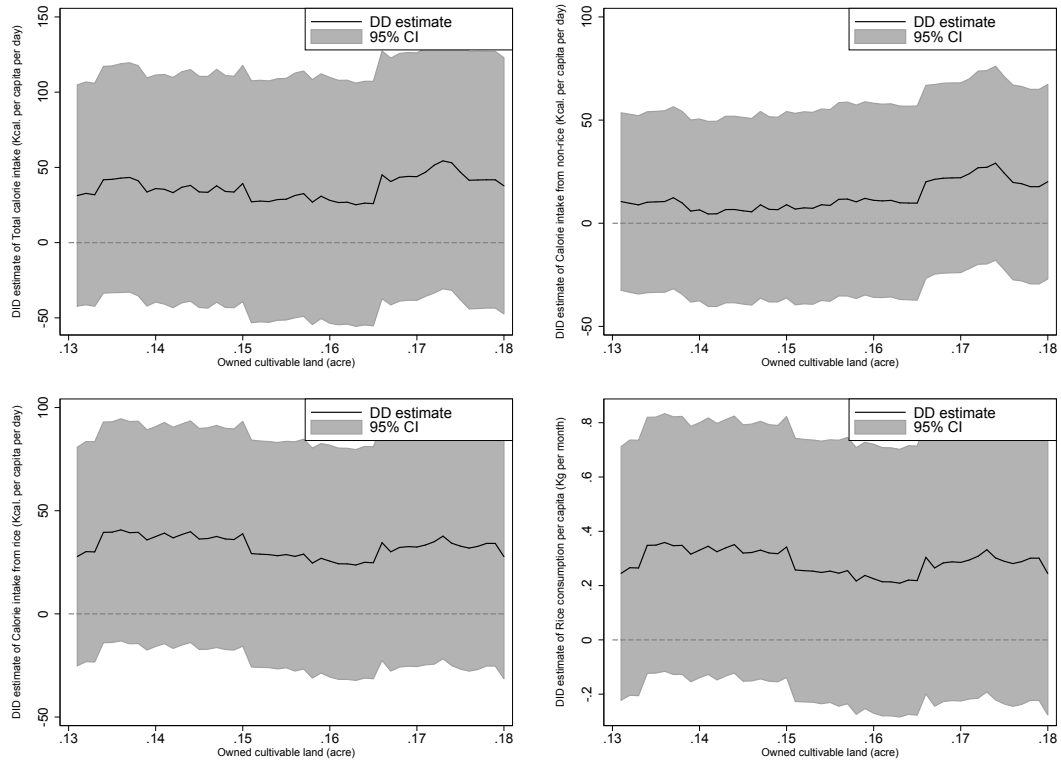 DD estimate
95% CI
DID estimate of Total calorie intake (Kcal. per capita per day)
150
100
50
0
-50
.13 .14 .15 .16 .17 .18
Owned cultivable land (acre)
DD estimate
95% CI
DID estimate of Calorie intake from non-rice (Kcal. per capita per day)
100
50
0
-50
.13 .14 .15 .16 .17 .18
Owned cultivable land (acre)
DD estimate
95% CI
DID estimate of Calorie intake from rice (Kcal. per capita per day)
100
50
0
-50
.13 .14 .15 .16 .17 .18
Owned cultivable land (acre)
DD estimate
95% CI
DID estimate of Rice consumption per capita (Kg per month)
.8
.6
.4
.2
0
-.2
.13 .14 .15 .16 .17 .18
Owned cultivable land (acre)